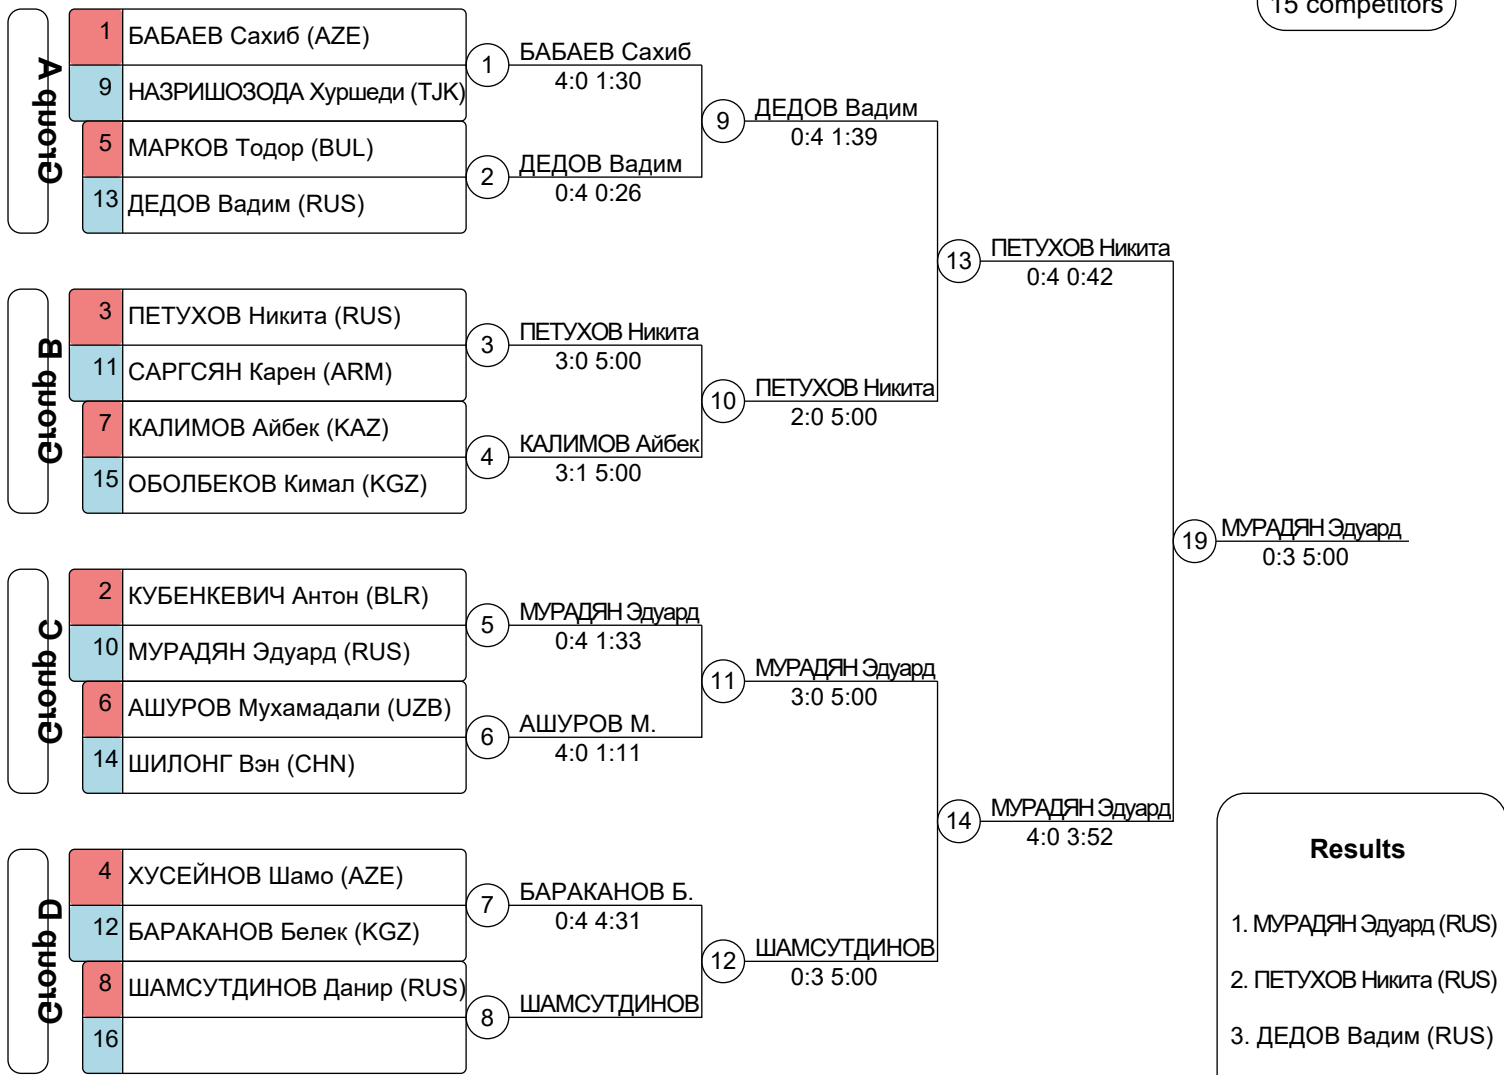 15 competitors
Group A
1 БАБАЕВ Сахиб (AZE)
9 НАЗРИШОЗОДА Хуршеди (TJK)
5 МАРКОВ Тодор (BUL)
13 ДЕДОВ Вадим (RUS)
1 БАБАЕВ Сахиб
4:0 1:30
2 ДЕДОВ Вадим
0:4 0:26
9 ДЕДОВ Вадим
0:4 1:39
Group B
3 ПЕТУХОВ Никита (RUS)
11 САРГСЯН Карен (ARM)
7 КАЛИМОВ Айбек (KAZ)
15 ОБОЛБЕКОВ Кимал (KGZ)
3 ПЕТУХОВ Никита
3:0 5:00
4 КАЛИМОВ Айбек
3:1 5:00
10 ПЕТУХОВ Никита
2:0 5:00
13 ПЕТУХОВ Никита
0:4 0:42
Group C
2 КУБЕНКЕВИЧ Антон (BLR)
10 МУРАДЯН Эдуард (RUS)
6 АШУРОВ Мухамадали (UZB)
14 ШИЛОНГ Вэн (CHN)
5 МУРАДЯН Эдуард
0:4 1:33
6 АШУРОВ М.
4:0 1:11
11 МУРАДЯН Эдуард
3:0 5:00
Group D
4 ХУСЕЙНОВ Шамо (AZE)
12 БАРАКАНОВ Белек (KGZ)
8 ШАМСУТДИНОВ Данир (RUS)
16
7 БАРАКАНОВ Б.
0:4 4:31
8 ШАМСУТДИНОВ
12 ШАМСУТДИНОВ
0:3 5:00
14 МУРАДЯН Эдуард
4:0 3:52
19 МУРАДЯН Эдуард
0:3 5:00
Results
1. МУРАДЯН Эдуард (RUS)
2. ПЕТУХОВ Никита (RUS)
3. ДЕДОВ Вадим (RUS)